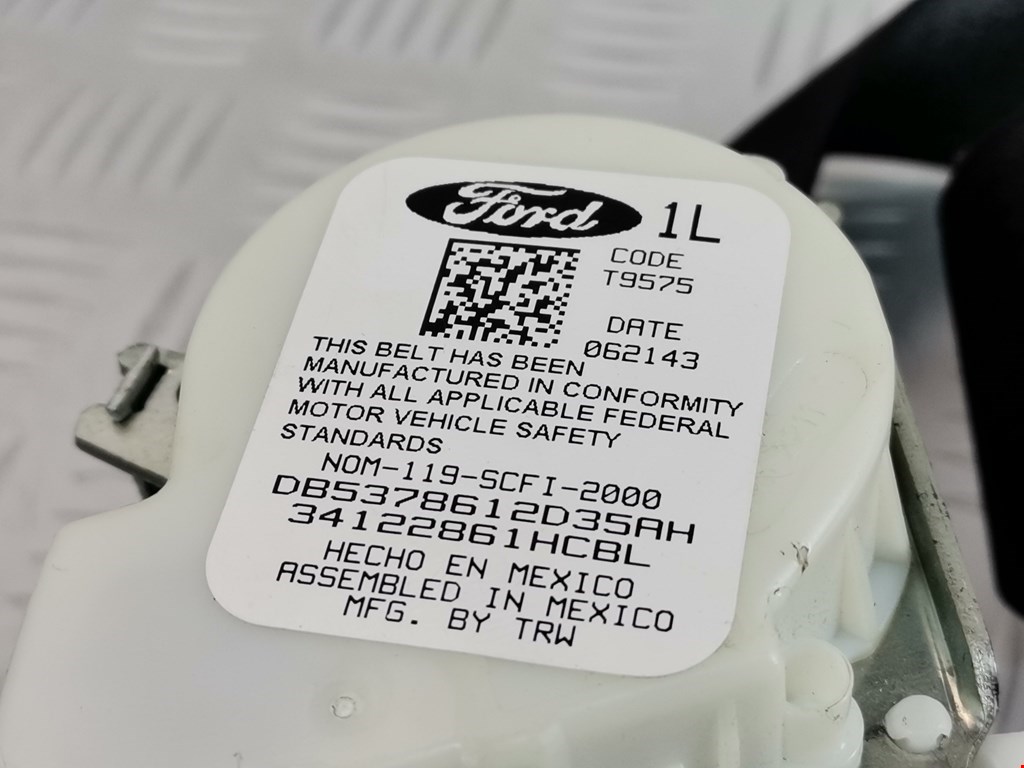 Ford 1L
CODE
T9575
DATE
062143
THIS BELT HAS BEEN
MANUFACTURED IN CONFORMITY
WITH ALL APPLICABLE FEDERAL
MOTOR VEHICLE SAFETY
STANDARDS
NOM-119-SCFI-2000
DB5378612D35AH
34122861HCBL
HECHO EN MEXICO
ASSEMBLED IN MEXICO
MFG. BY TRW